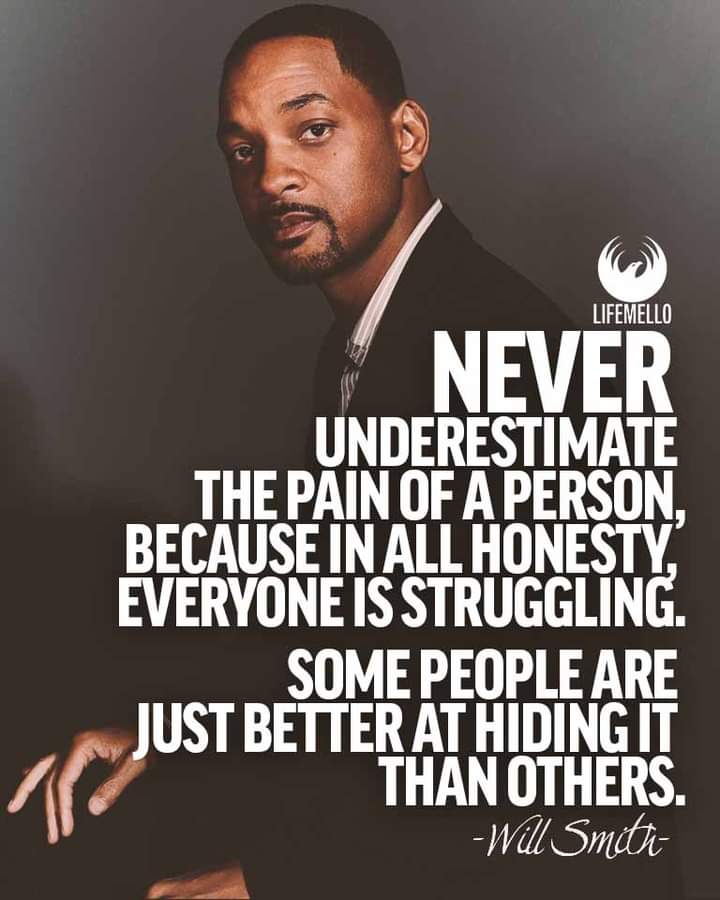 LIFEMELLO
NEVER
UNDERESTIMATE
THE PAIN OF A PERSON,
BECAUSE IN ALL HONESTY,
EVERYONE IS STRUGGLING.
SOME PEOPLE ARE
JUST BETTER AT HIDING IT
THAN OTHERS.
-Will Smith-